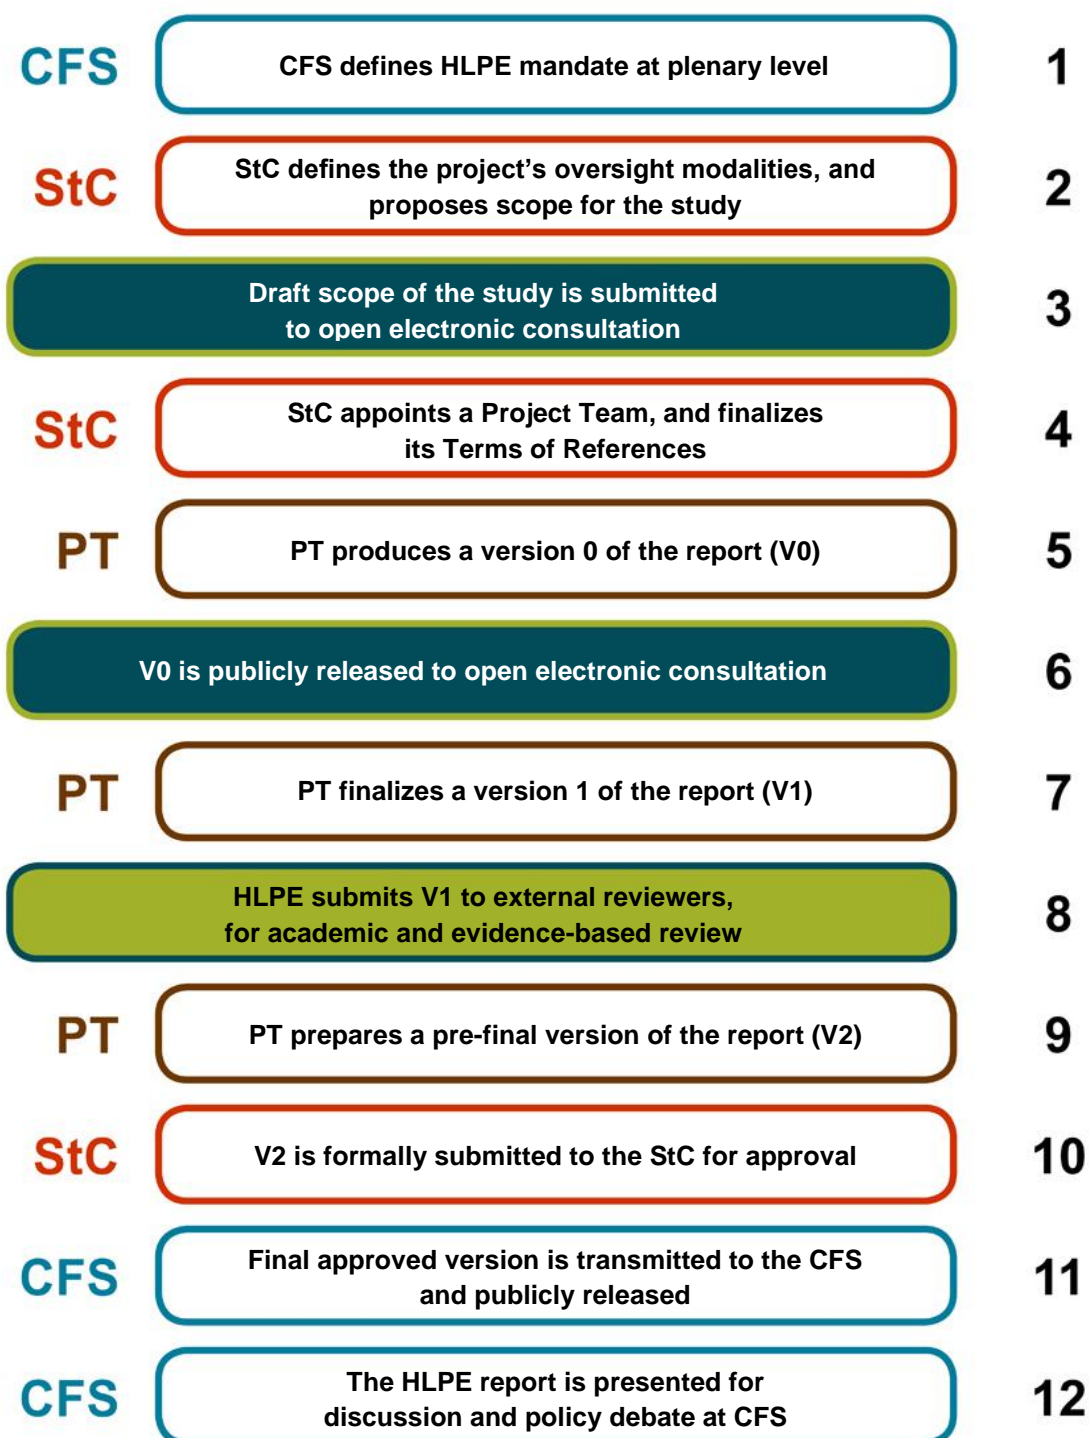 CFS
CFS defines HLPE mandate at plenary level
1
StC
StC defines the project's oversight modalities, and
proposes scope for the study
2
Draft scope of the study is submitted
to open electronic consultation
3
StC
StC appoints a Project Team, and finalizes
its Terms of References
4
PT
PT produces a version 0 of the report (V0)
5
V0 is publicly released to open electronic consultation
6
PT
PT finalizes a version 1 of the report (V1)
7
HLPE submits V1 to external reviewers,
for academic and evidence-based review
8
PT
PT prepares a pre-final version of the report (V2)
9
StC
V2 is formally submitted to the StC for approval
10
CFS
Final approved version is transmitted to the CFS
and publicly released
11
CFS
The HLPE report is presented for
discussion and policy debate at CFS
12